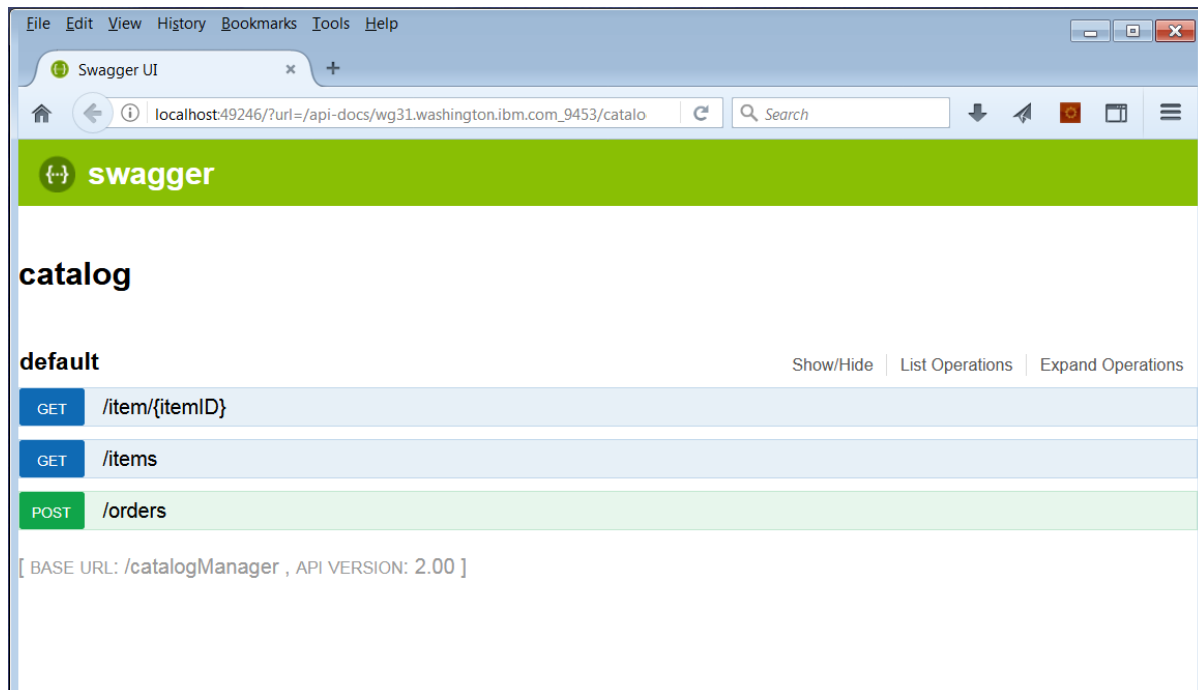 File Edit View History Bookmarks Tools Help
Swagger UI
localhost:49246/?url=/api-docs/wg31.washington.ibm.com_9453/catalo
Search
{··} swagger
catalog
default Show/Hide List Operations Expand Operations
GET /item/{itemID}
GET /items
POST /orders
[ BASE URL: /catalogManager , API VERSION: 2.00 ]